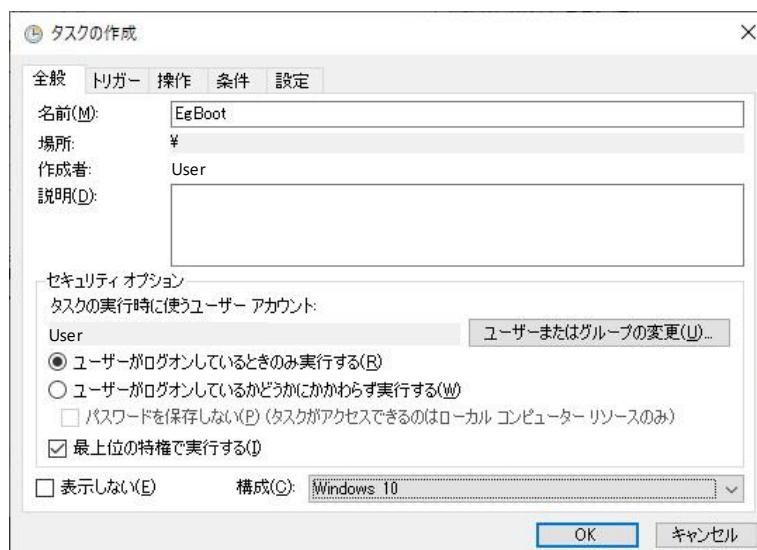 タスクの作成
全般 トリガー 操作 条件 設定
名前(M): EgBoot
場所: ¥
作成者: User
説明(D):
セキュリティ オプション
タスクの実行時に使うユーザー アカウント:
User ユーザーまたはグループの変更(U)...
ユーザーがログオンしているときのみ実行する(R)
ユーザーがログオンしているかどうかにかかわらず実行する(W)
パスワードを保存しない(P) (タスクがアクセスできるのはローカル コンピューター リソースのみ)
最上位の特権で実行する(I)
表示しない(E) 構成(C): Windows 10
OK キャンセル